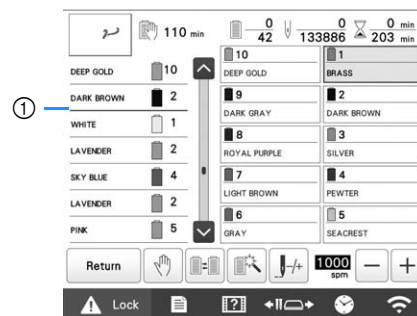 110 min 0 0 0 min
42 133886 203 min
DEEP GOLD 10
DARK BROWN 2
WHITE 1
LAVENDER 2
SKY BLUE 4
LAVENDER 2
PINK 5
10 DEEP GOLD
1 BRASS
9 DARK GRAY
2 DARK BROWN
8 ROYAL PURPLE
3 SILVER
7 LIGHT BROWN
4 PEWTER
6 GRAY
5 SEACREST
1
Return -/+ 1000 spm − +
Lock ?